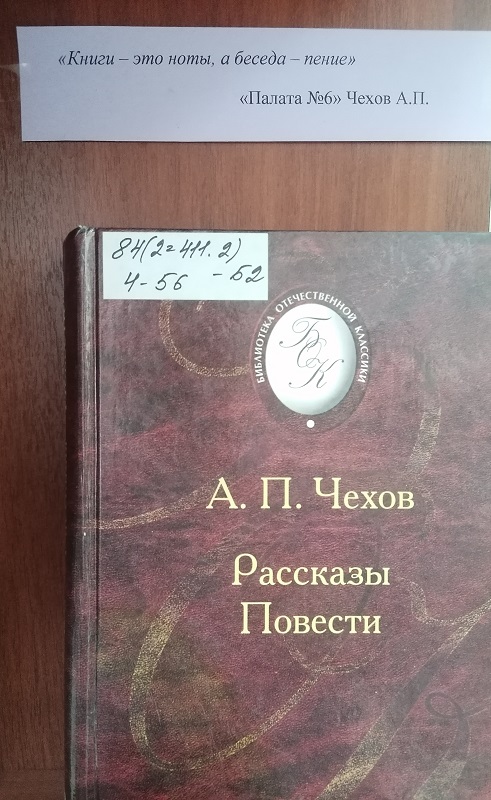 «Книги – это ноты, а беседа – пение»
«Палата №6» Чехов А.П.
84(2=411.2)
Ч-56 -Б2
БИБЛИОТЕКА ОТЕЧЕСТВЕННОЙ КЛАССИКИ
БОК
А. П. Чехов
Рассказы
Повести